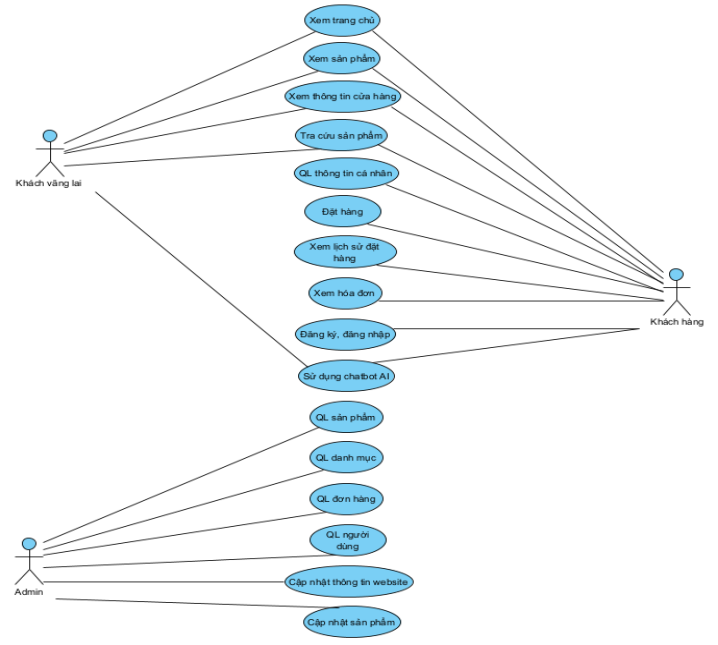 Xem trang chủ
Xem sản phẩm
Xem thông tin cửa hàng
Tra cứu sản phẩm
Khách vãng lai
QL thông tin cá nhân
Đặt hàng
Xem lịch sử đặt
hàng
Xem hóa đơn
Khách hàng
Đăng ký, đăng nhập
Sử dụng chatbot AI
QL sản phẩm
QL danh mục
QL đơn hàng
QL người
dùng
Cập nhật thông tin website
Admin
Cập nhật sản phẩm